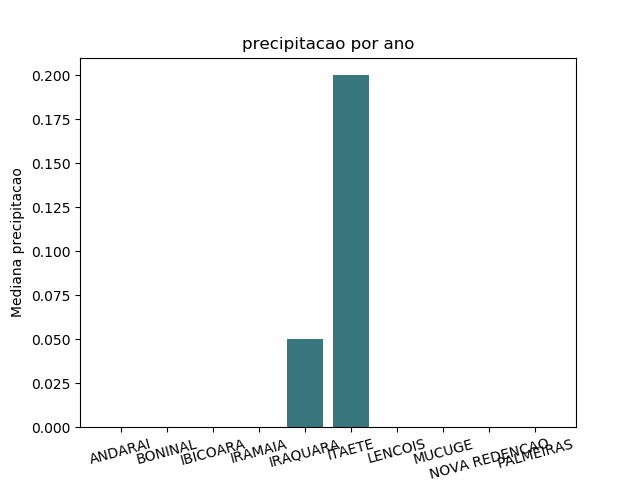 precipitacao por ano
Mediana precipitacao
0.200
0.175
0.150
0.125
0.100
0.075
0.050
0.025
0.000
ANDARAI
BONINAL
IBICOARA
IRAMAIA
IRAQUARA
ITAETE
LENCOIS
MUCUGE
NOVA REDENCAO
PALMEIRAS